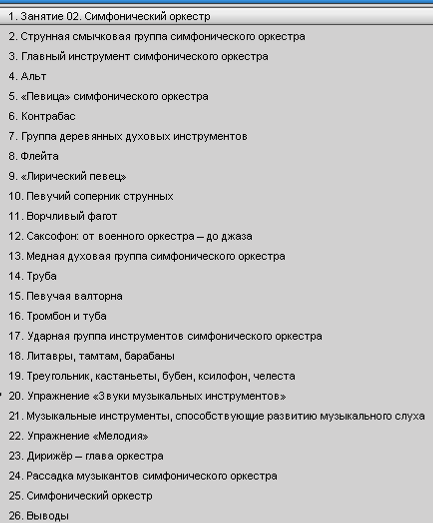 1. Занятие 02. Симфонический оркестр
2. Струнная смычковая группа симфонического оркестра
3. Главный инструмент симфонического оркестра
4. Альт
5. «Певица» симфонического оркестра
6. Контрабас
7. Группа деревянных духовых инструментов
8. Флейта
9. «Лирический певец»
10. Певучий соперник струнных
11. Ворчливый фагот
12. Саксофон: от военного оркестра – до джаза
13. Медная духовая группа симфонического оркестра
14. Труба
15. Певучая валторна
16. Тромбон и туба
17. Ударная группа инструментов симфонического оркестра
18. Литавры, тамтам, барабаны
19. Треугольник, кастаньеты, бубен, ксилофон, челеста
20. Упражнение «Звуки музыкальных инструментов»
21. Музыкальные инструменты, способствующие развитию музыкального слуха
22. Упражнение «Мелодия»
23. Дирижёр – глава оркестра
24. Рассадка музыкантов симфонического оркестра
25. Симфонический оркестр
26. Выводы